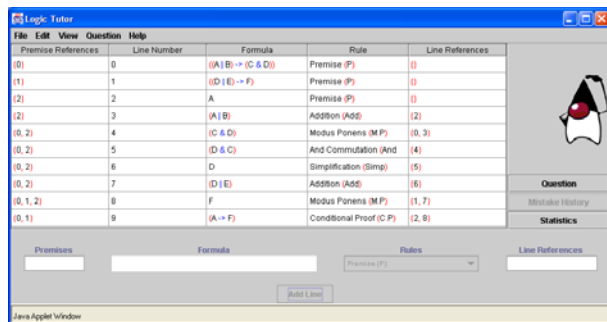 Logic Tutor
File Edit View Question Help
Premise References Line Number Formula Rule Line References
{0} 0 ((A | B) -> (C & D)) Premise (P) {}
{1} 1 ((D | E) -> F) Premise (P) {}
{2} 2 A Premise (P) {}
{2} 3 (A | B) Addition (Add) {2}
{0, 2} 4 (C & D) Modus Ponens (M.P) {0, 3}
{0, 2} 5 (D & C) And Commutation (And {4}
{0, 2} 6 D Simplification (Simp) {5}
{0, 2} 7 (D | E) Addition (Add) {6}
{0, 1, 2} 8 F Modus Ponens (M.P) {1, 7}
{0, 1} 9 (A -> F) Conditional Proof (C.P) {2, 8}
Question
Mistake History
Statistics
Premises Formula Rules Line References
Premise (P)
Add Line
Java Applet Window